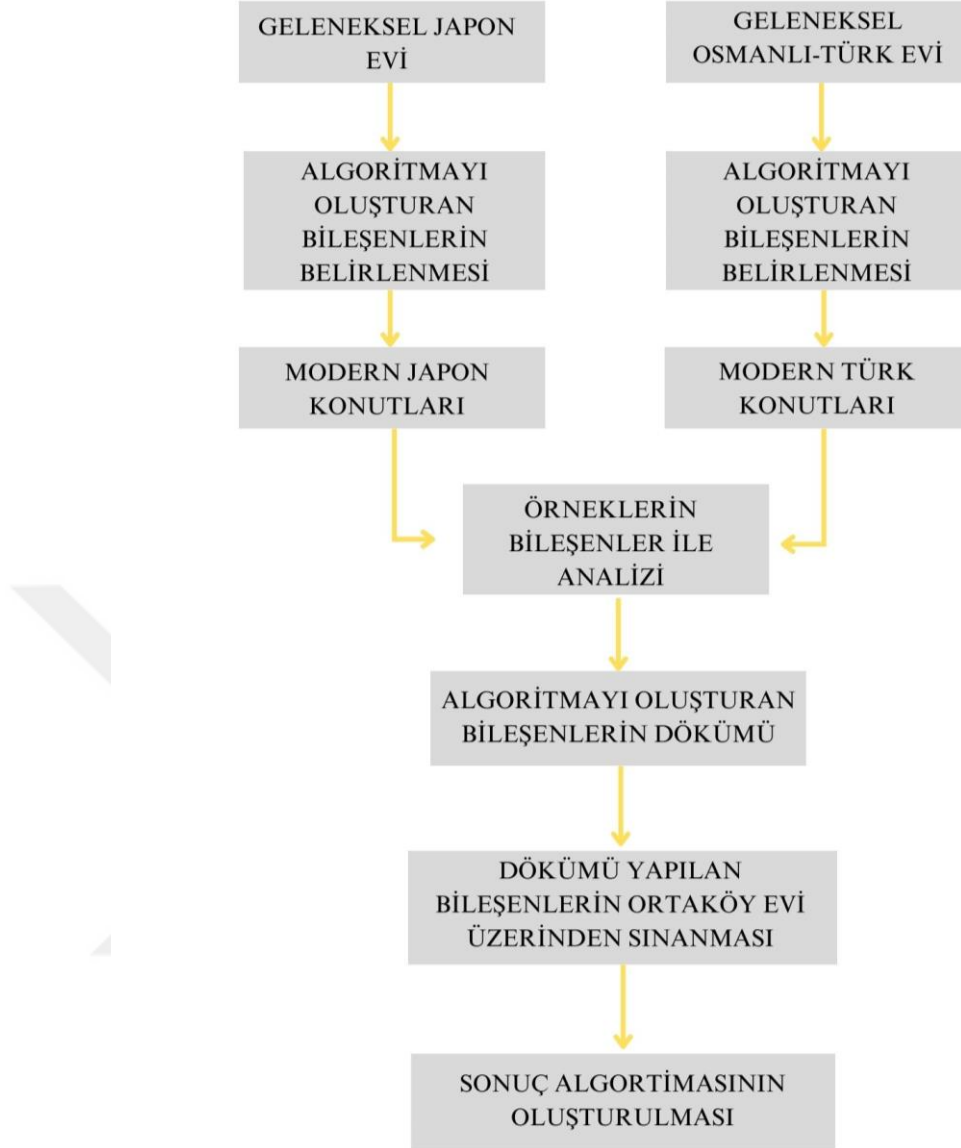 GELENEKSEL JAPON
EVİ
GELENEKSEL
OSMANLI-TÜRK EVİ
ALGORİTMAYI
OLUŞTURAN
BİLEŞENLERİN
BELİRLENMESİ
ALGORİTMAYI
OLUŞTURAN
BİLEŞENLERİN
BELİRLENMESİ
MODERN JAPON
KONUTLARI
MODERN TÜRK
KONUTLARI
ÖRNEKLERİN
BİLEŞENLER İLE
ANALİZİ
ALGORİTMAYI OLUŞTURAN
BİLEŞENLERİN DÖKÜMÜ
DÖKÜMÜ YAPILAN
BİLEŞENLERİN ORTAKÖY EVİ
ÜZERİNDEN SINANMASI
SONUÇ ALGORTİMASININ
OLUŞTURULMASI